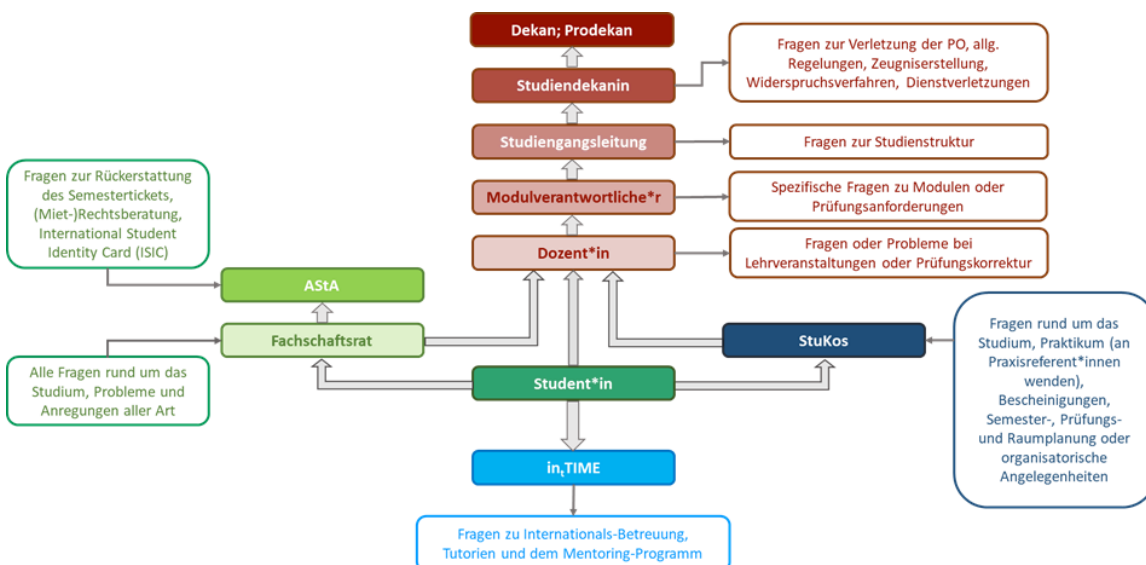 Dekan; Prodekan
Fragen zur Verletzung der PO, allg.
Regelungen, Zeugniserstellung,
Widerspruchsverfahren, Dienstverletzungen
Studiendekanin
Studiengangsleitung
Fragen zur Studienstruktur
Fragen zur Rückerstattung
des Semestertickets,
(Miet-)Rechtsberatung,
International Student
Identity Card (ISIC)
Modulverantwortliche*r
Spezifische Fragen zu Modulen oder
Prüfungsanforderungen
Dozent*in
Fragen oder Probleme bei
Lehrveranstaltungen oder Prüfungskorrektur
AStA
Fachschaftsrat
StuKos
Fragen rund um das
Studium, Praktikum (an
Praxisreferent*innen
wenden),
Bescheinigungen,
Semester-, Prüfungs-
und Raumplanung oder
organisatorische
Angelegenheiten
Alle Fragen rund um das
Studium, Probleme und
Anregungen aller Art
Student*in
intTIME
Fragen zu Internationals-Betreuung,
Tutorien und dem Mentoring-Programm